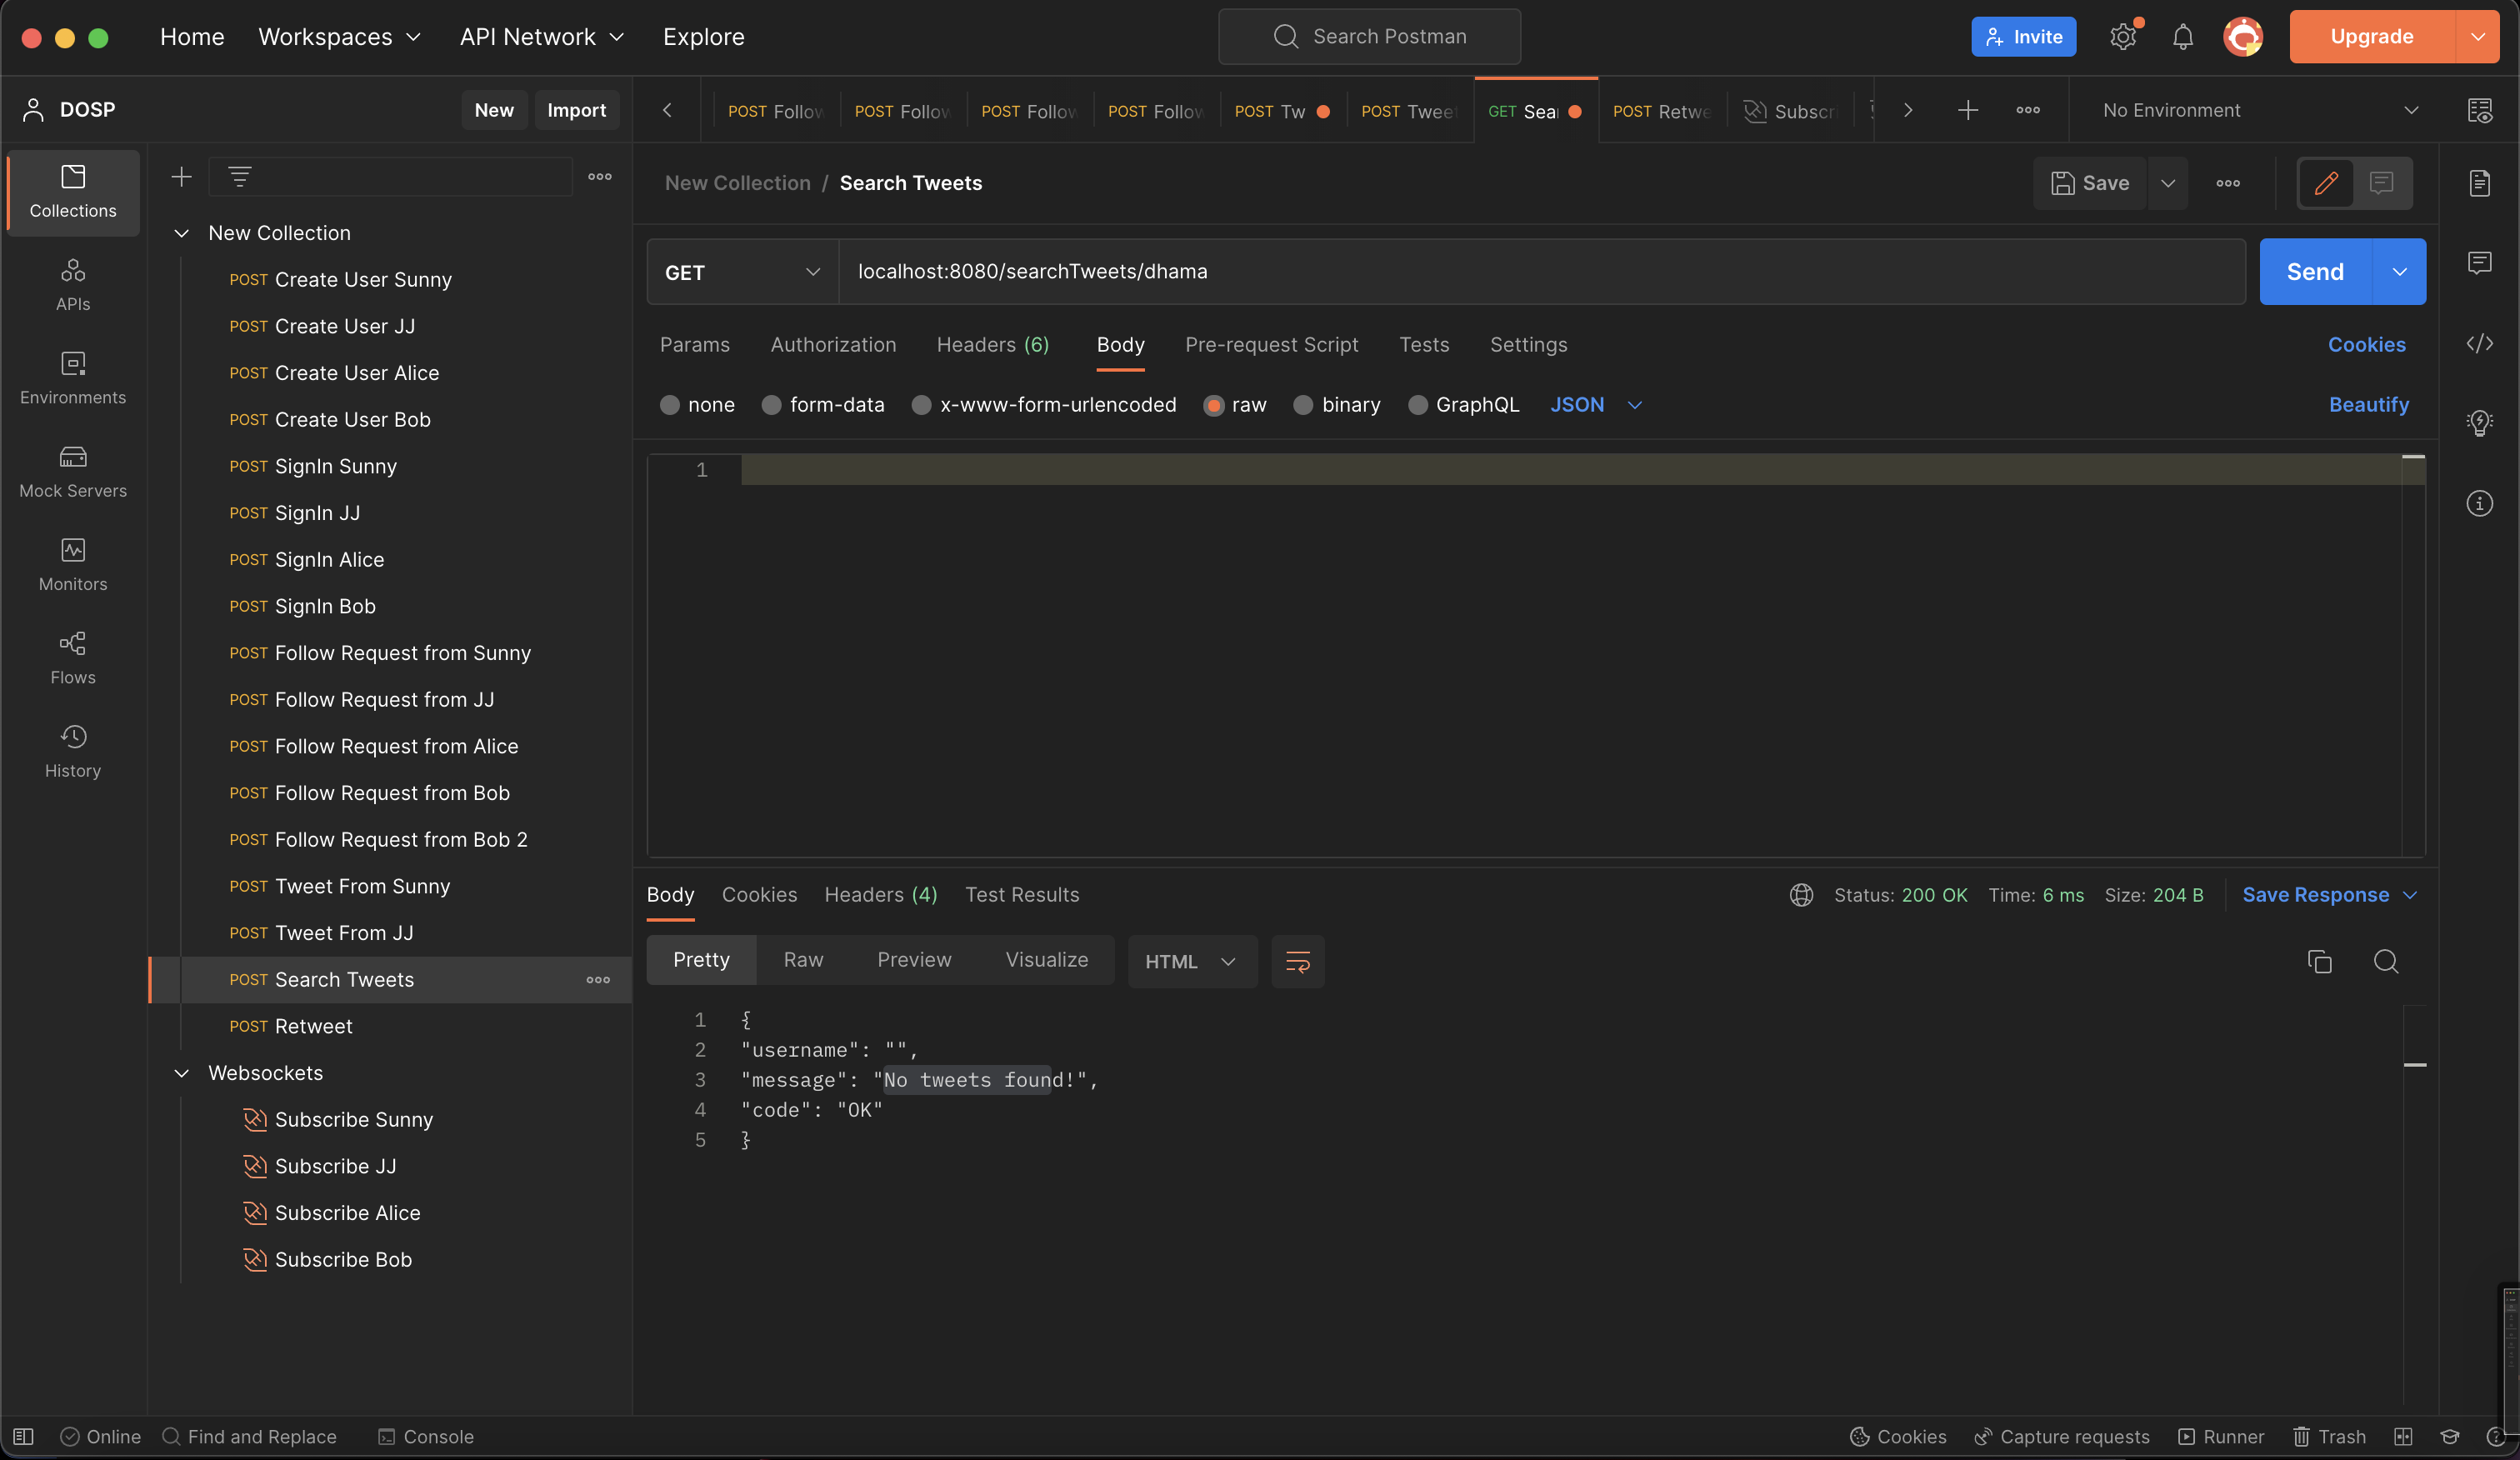 Home Workspaces API Network Explore Search Postman Invite Upgrade
DOSP New Import
POST Follow POST Follow POST Follow POST Follow POST Tw POST Tweet GET Sear POST Retwe Subscri No Environment
Collections
APIs
Environments
Mock Servers
Monitors
Flows
History
New Collection
POST Create User Sunny
POST Create User JJ
POST Create User Alice
POST Create User Bob
POST SignIn Sunny
POST SignIn JJ
POST SignIn Alice
POST SignIn Bob
POST Follow Request from Sunny
POST Follow Request from JJ
POST Follow Request from Alice
POST Follow Request from Bob
POST Follow Request from Bob 2
POST Tweet From Sunny
POST Tweet From JJ
POST Search Tweets
POST Retweet
Websockets
Subscribe Sunny
Subscribe JJ
Subscribe Alice
Subscribe Bob
New Collection / Search Tweets Save
GET localhost:8080/searchTweets/dhama Send
Params Authorization Headers (6) Body Pre-request Script Tests Settings Cookies
none form-data x-www-form-urlencoded raw binary GraphQL JSON Beautify
1
Body Cookies Headers (4) Test Results Status: 200 OK Time: 6 ms Size: 204 B Save Response
Pretty Raw Preview Visualize HTML
1 {
2 "username": "",
3 "message": "No tweets found!",
4 "code": "OK"
5 }
Online Find and Replace Console Cookies Capture requests Runner Trash